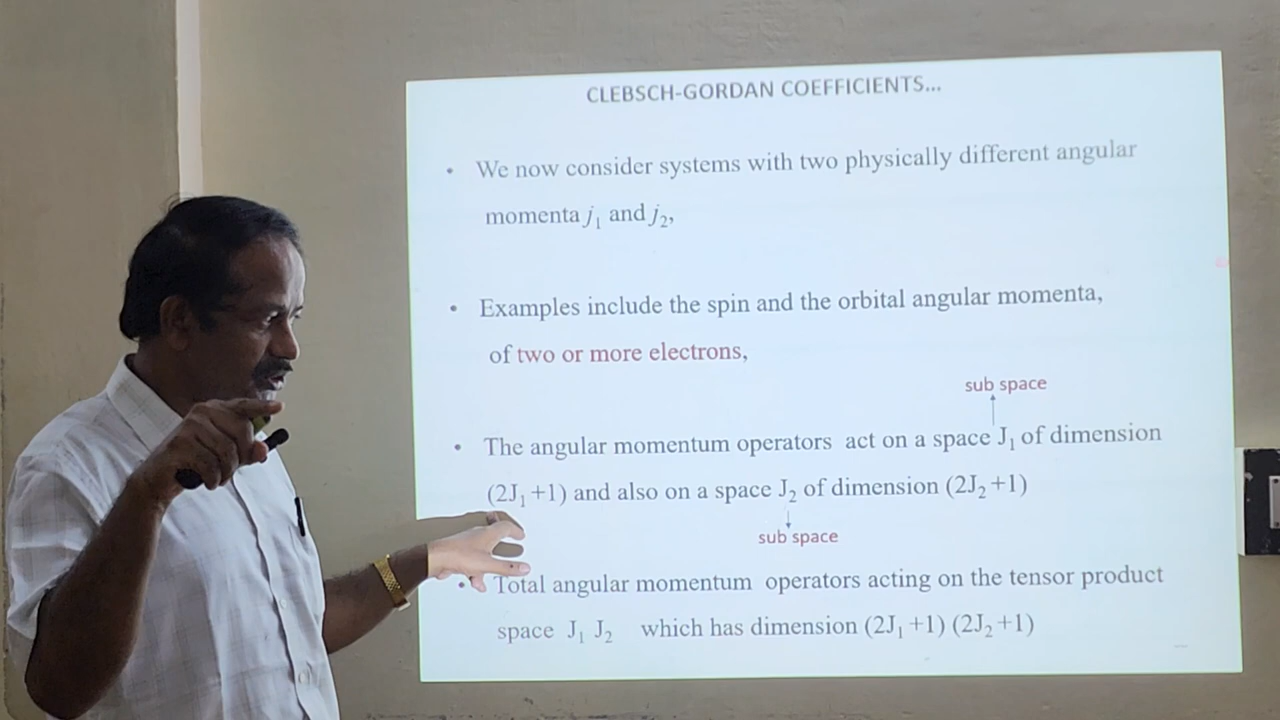 CLEBSCH-GORDAN COEFFICIENTS...
• We now consider systems with two physically different angular
momenta j₁ and j₂,
• Examples include the spin and the orbital angular momenta,
of two or more electrons,
sub space
• The angular momentum operators act on a space J₁ of dimension
(2J₁ +1) and also on a space J₂ of dimension (2J₂ +1)
sub space
• Total angular momentum operators acting on the tensor product
space J₁ J₂ which has dimension (2J₁ +1) (2J₂ +1)